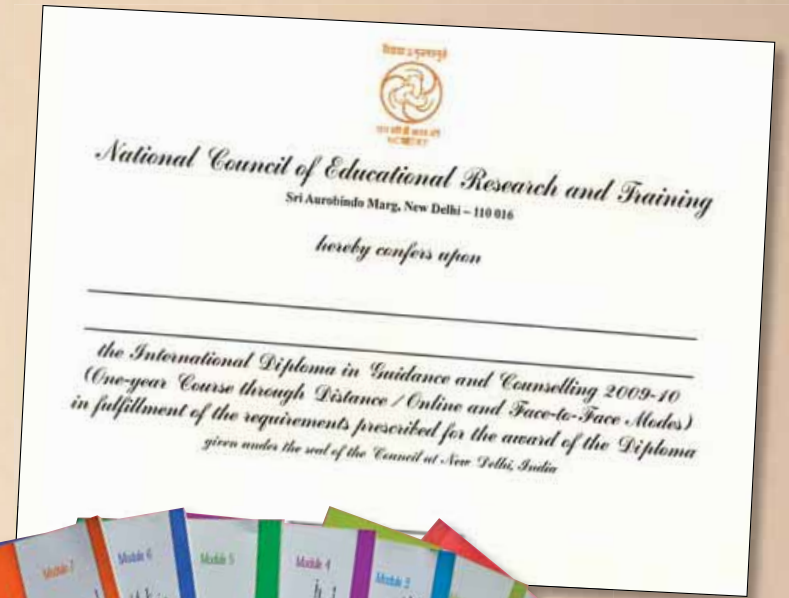 National Council of Educational Research and Training
Sri Aurobindo Marg, New Delhi – 110 016
hereby confers upon
the International Diploma in Guidance and Counselling 2009-10
(One-year Course through Distance / Online and Face-to-Face Modes)
in fulfillment of the requirements prescribed for the award of the Diploma
given under the seal of the Council at New Delhi, India
Module 7
Module 6
Module 5
Module 4
Module 3